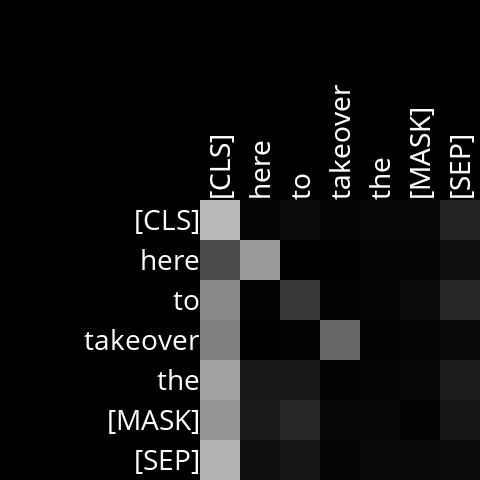 [CLS]
here
to
takeover
the
[MASK]
[SEP]
[CLS]
here
to
takeover
the
[MASK]
[SEP]